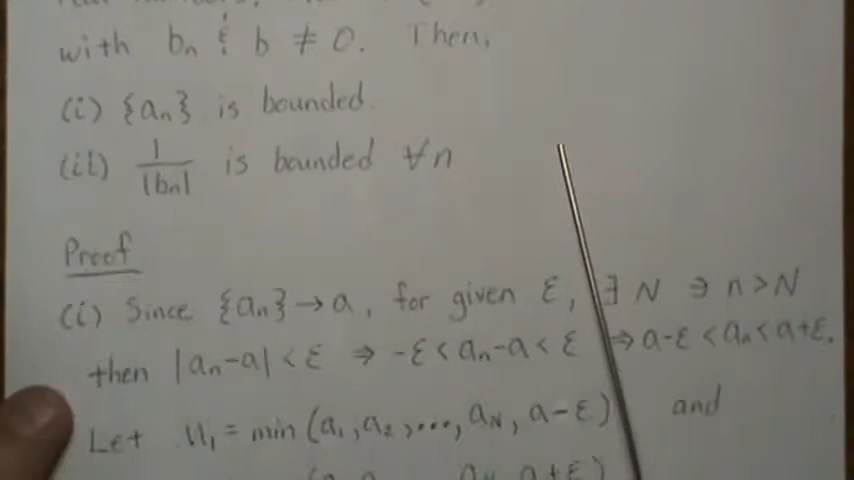 with bₙ & b ≠ 0. Then,
(i) {aₙ} is bounded
(ii) 1/|bₙ| is bounded ∀n
Proof
(i) Since {aₙ} → a, for given ε, ∃ N ∋ n > N
then |aₙ - a| < ε ⇒ -ε < aₙ - a < ε ⇒ a - ε < aₙ < a + ε.
Let M₁ = min (a₁, a₂, ..., a_N, a - ε) and
a + ε)